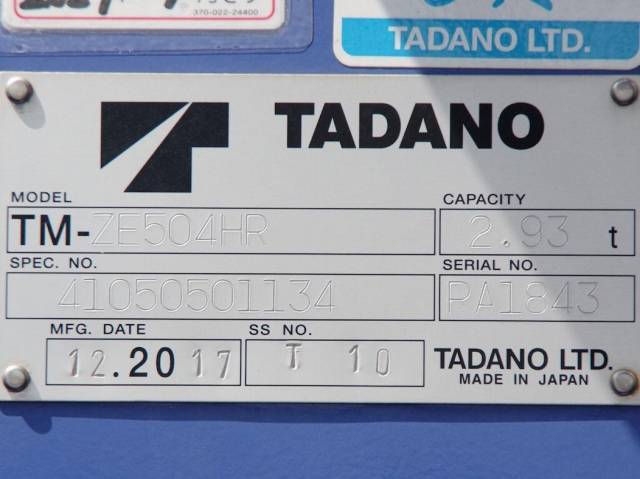 370-022-24400
TADANO LTD.
TADANO
MODEL
TM-ZE504HR
CAPACITY
2.93 t
SPEC. NO.
41050501134
SERIAL NO.
PA1843
MFG. DATE
12.2017
SS NO.
T 10
TADANO LTD.
MADE IN JAPAN